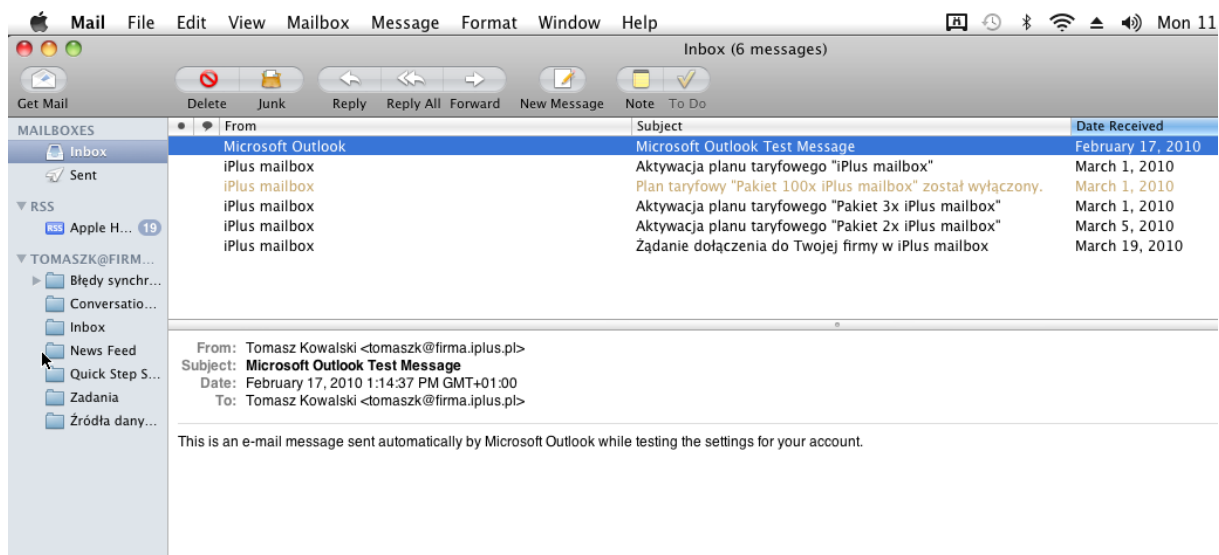 Mail File Edit View Mailbox Message Format Window Help Mon 11
Inbox (6 messages)
Get Mail Delete Junk Reply Reply All Forward New Message Note To Do
MAILBOXES
Inbox
Sent
RSS
RSS Apple H... 19
TOMASZK@FIRM...
Błędy synchr...
Conversatio...
Inbox
News Feed
Quick Step S...
Zadania
Źródła dany...
From Subject Date Received
Microsoft Outlook Microsoft Outlook Test Message February 17, 2010
iPlus mailbox Aktywacja planu taryfowego "iPlus mailbox" March 1, 2010
iPlus mailbox Plan taryfowy "Pakiet 100x iPlus mailbox" został wyłączony. March 1, 2010
iPlus mailbox Aktywacja planu taryfowego "Pakiet 3x iPlus mailbox" March 1, 2010
iPlus mailbox Aktywacja planu taryfowego "Pakiet 2x iPlus mailbox" March 5, 2010
iPlus mailbox Żądanie dołączenia do Twojej firmy w iPlus mailbox March 19, 2010
From: Tomasz Kowalski <tomaszk@firma.iplus.pl>
Subject: Microsoft Outlook Test Message
Date: February 17, 2010 1:14:37 PM GMT+01:00
To: Tomasz Kowalski <tomaszk@firma.iplus.pl>
This is an e-mail message sent automatically by Microsoft Outlook while testing the settings for your account.